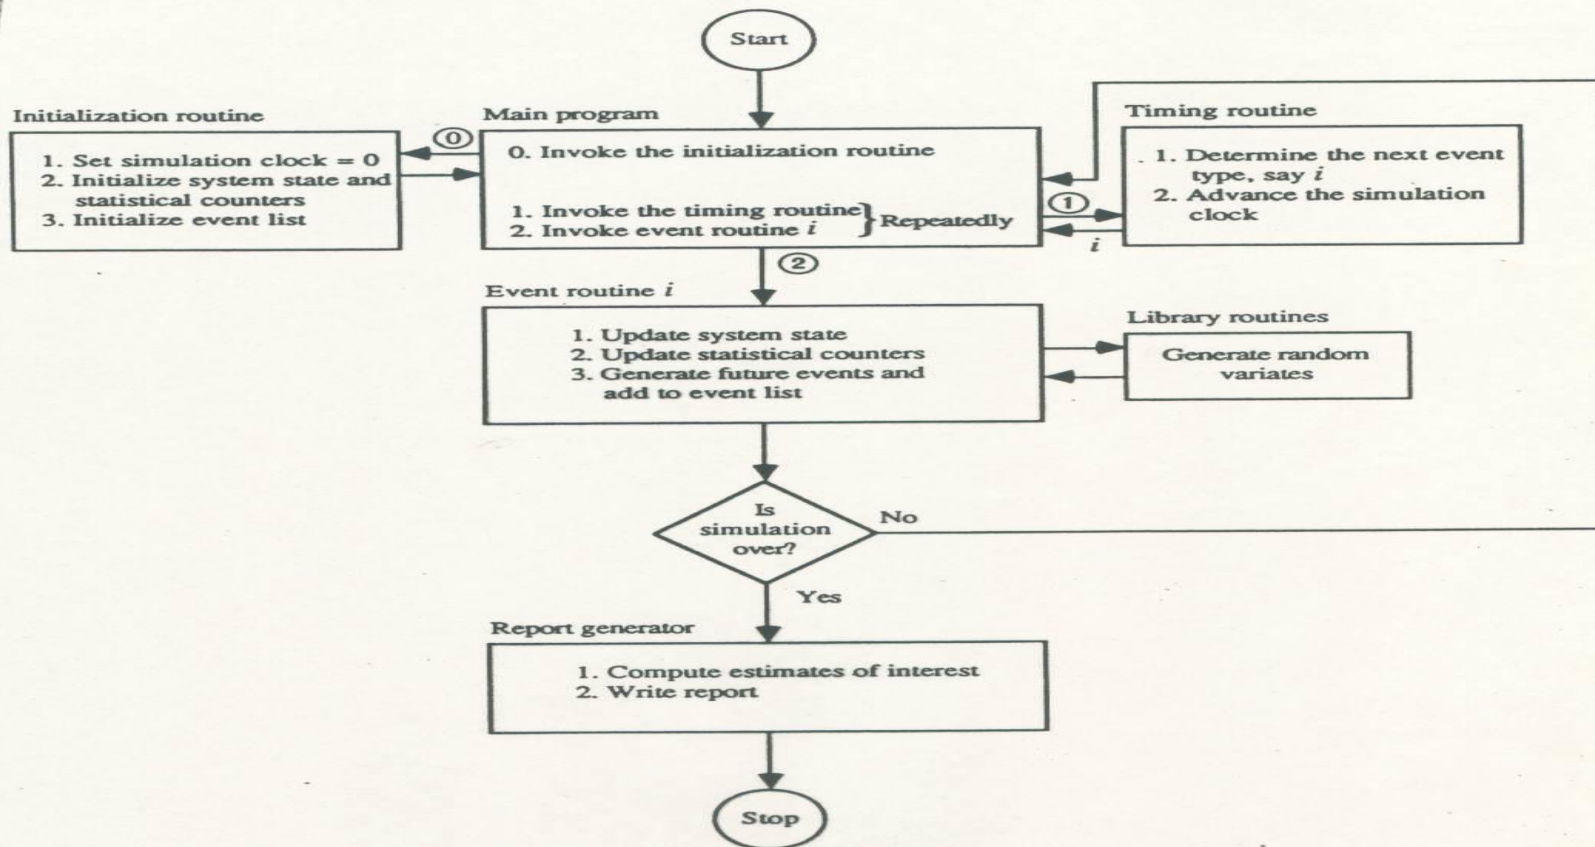 Start
Initialization routine
1. Set simulation clock = 0
2. Initialize system state and
statistical counters
3. Initialize event list
0
Main program
0. Invoke the initialization routine
1. Invoke the timing routine
2. Invoke event routine i
} Repeatedly
1
i
Timing routine
1. Determine the next event
type, say i
2. Advance the simulation
clock
2
Event routine i
1. Update system state
2. Update statistical counters
3. Generate future events and
add to event list
Library routines
Generate random
variates
Is
simulation
over?
No
Yes
Report generator
1. Compute estimates of interest
2. Write report
Stop